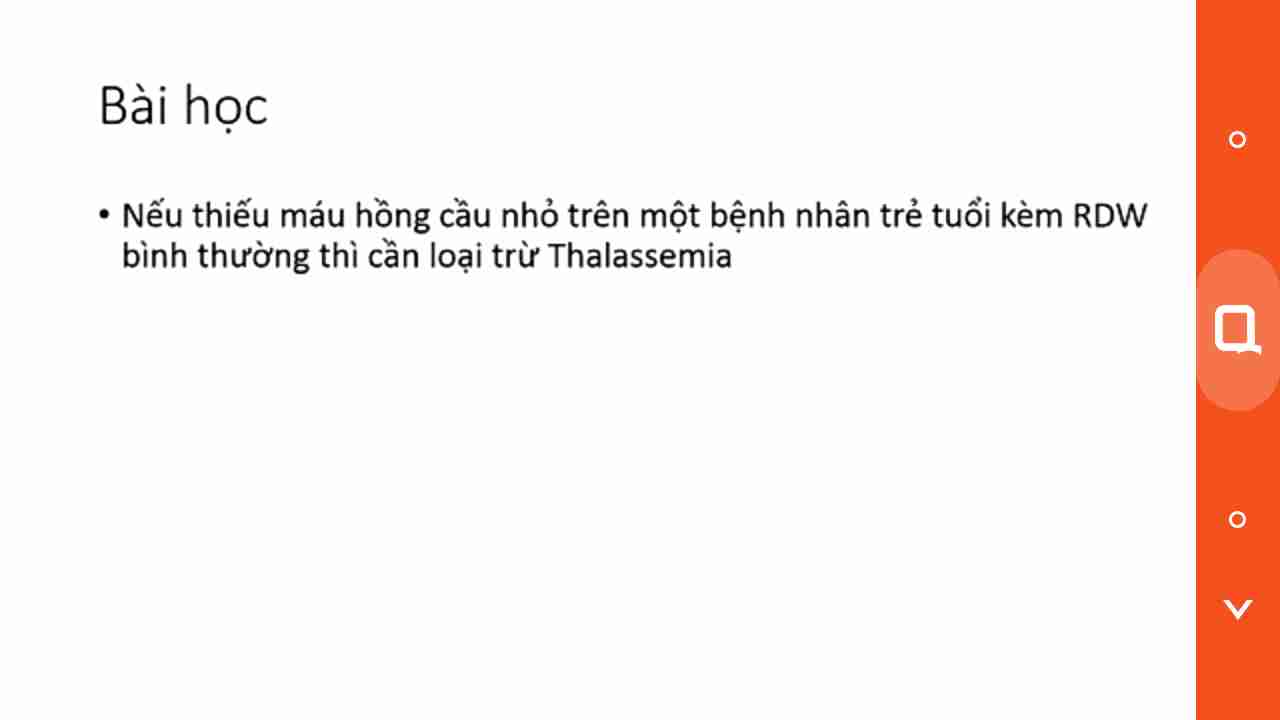 Bài học
• Nếu thiếu máu hồng cầu nhỏ trên một bệnh nhân trẻ tuổi kèm RDW
bình thường thì cần loại trừ Thalassemia